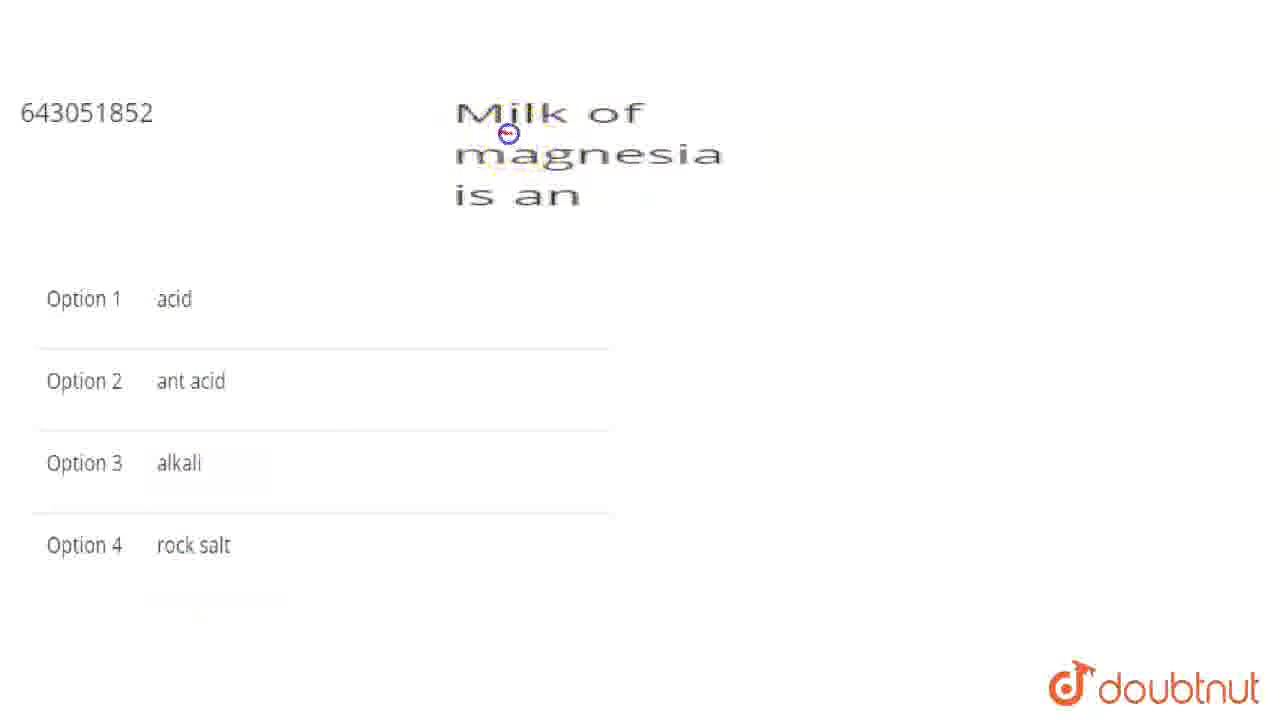 643051852
Milk of
magnesia
is an
Option 1 acid
Option 2 ant acid
Option 3 alkali
Option 4 rock salt
doubtnut